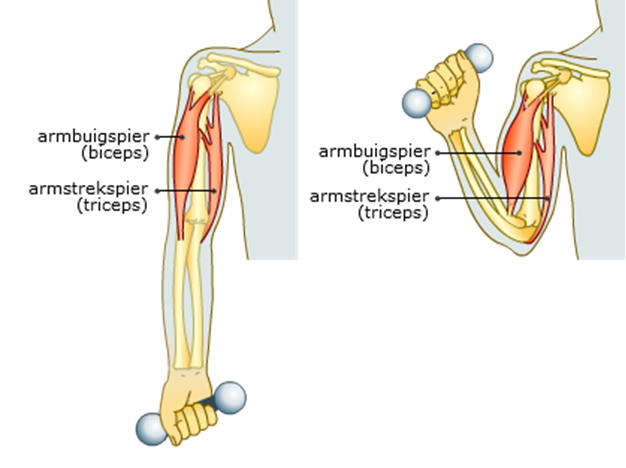 armbuigspier
(biceps)
armstrekspier
(triceps)
armbuigspier
(biceps)
armstrekspier
(triceps)